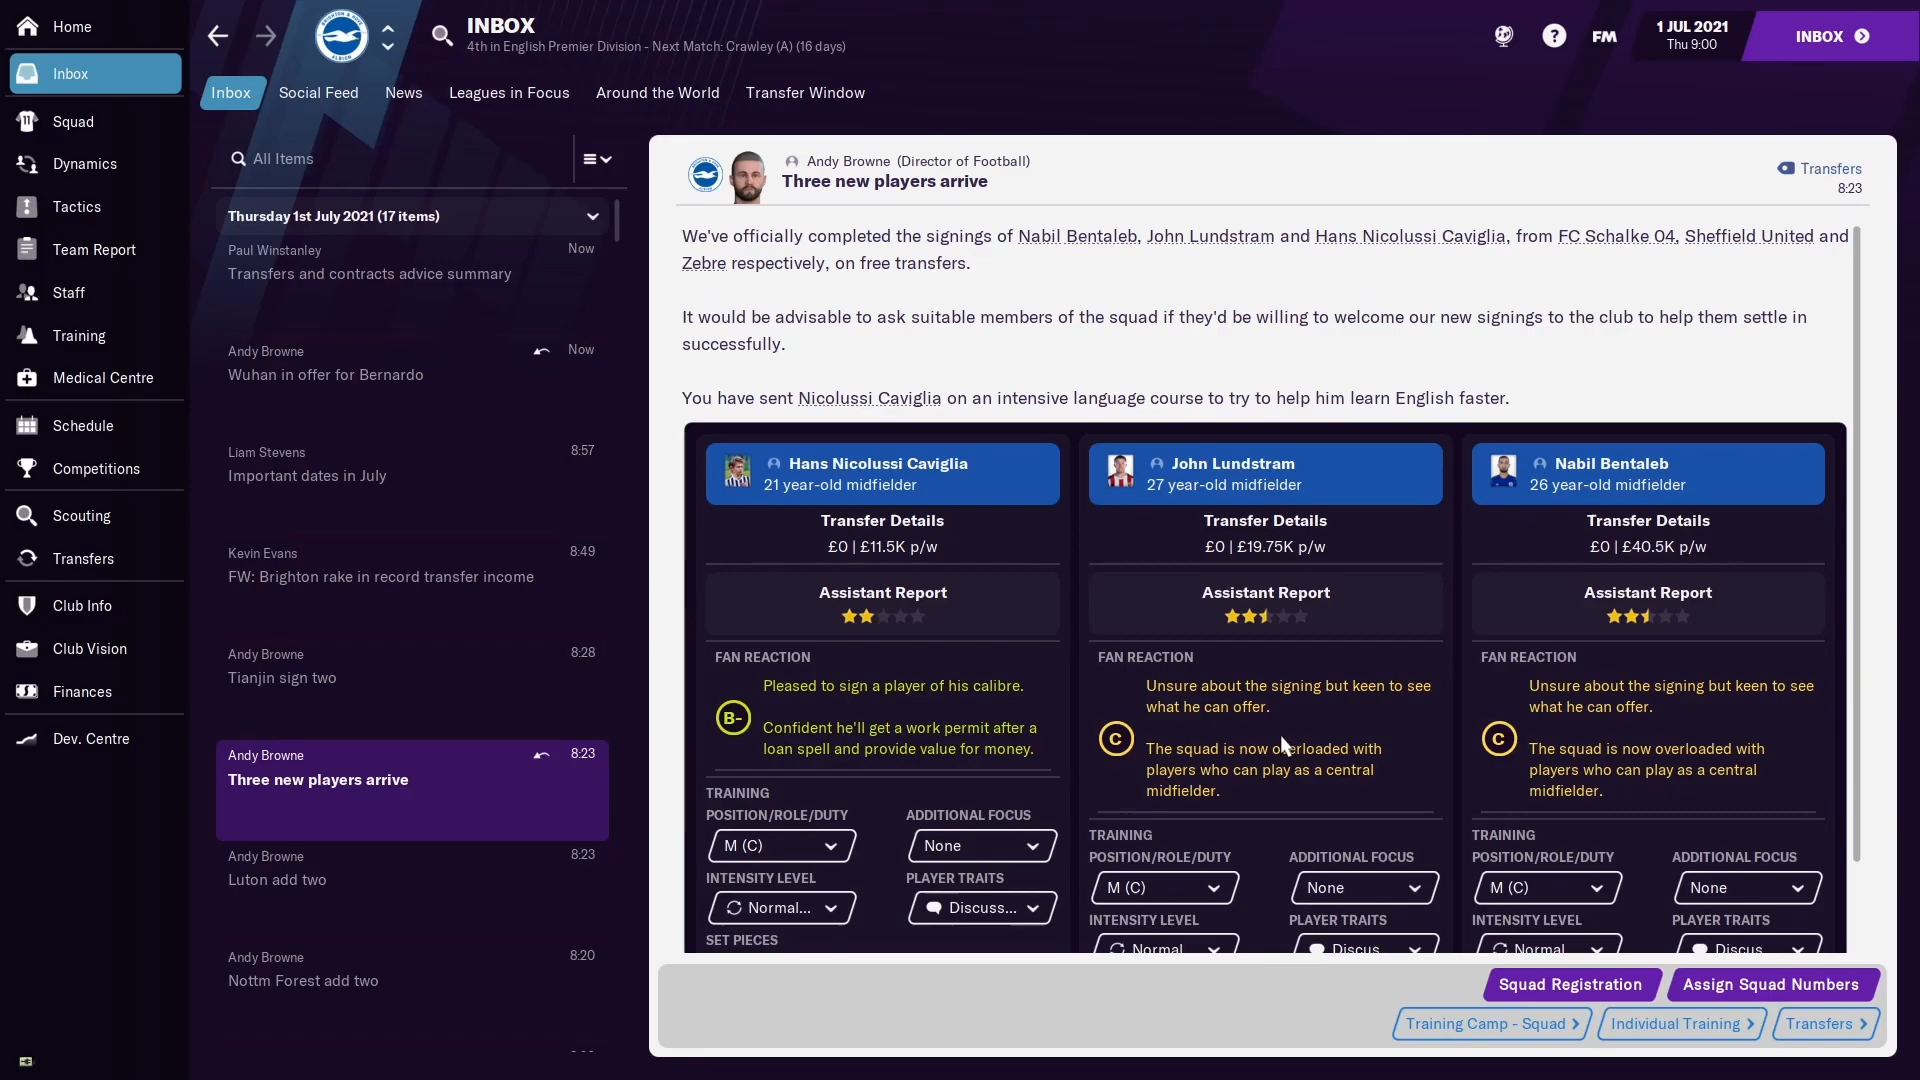 Home
Inbox
Squad
Dynamics
Tactics
Team Report
Staff
Training
Medical Centre
Schedule
Competitions
Scouting
Transfers
Club Info
Club Vision
Finances
Dev. Centre
INBOX
4th in English Premier Division - Next Match: Crawley (A) (16 days)
FM
1 JUL 2021
Thu 9:00
INBOX
Inbox
Social Feed
News
Leagues in Focus
Around the World
Transfer Window
All Items
Thursday 1st July 2021 (17 items)
Paul Winstanley
Now
Transfers and contracts advice summary
Andy Browne
Now
Wuhan in offer for Bernardo
Liam Stevens
8:57
Important dates in July
Kevin Evans
8:49
FW: Brighton rake in record transfer income
Andy Browne
8:28
Tianjin sign two
Andy Browne
8:23
Three new players arrive
Andy Browne
8:23
Luton add two
Andy Browne
8:20
Nottm Forest add two
Andy Browne (Director of Football)
Three new players arrive
Transfers
8:23
We've officially completed the signings of Nabil Bentaleb, John Lundstram and Hans Nicolussi Caviglia, from FC Schalke 04, Sheffield United and
Zebre respectively, on free transfers.
It would be advisable to ask suitable members of the squad if they'd be willing to welcome our new signings to the club to help them settle in
successfully.
You have sent Nicolussi Caviglia on an intensive language course to try to help him learn English faster.
Hans Nicolussi Caviglia
21 year-old midfielder
Transfer Details
£0 | £11.5K p/w
Assistant Report
FAN REACTION
B-
Pleased to sign a player of his calibre.
Confident he'll get a work permit after a
loan spell and provide value for money.
TRAINING
POSITION/ROLE/DUTY
ADDITIONAL FOCUS
M (C)
None
INTENSITY LEVEL
PLAYER TRAITS
Normal...
Discuss...
SET PIECES
John Lundstram
27 year-old midfielder
Transfer Details
£0 | £19.75K p/w
Assistant Report
FAN REACTION
C
Unsure about the signing but keen to see
what he can offer.
The squad is now overloaded with
players who can play as a central
midfielder.
TRAINING
POSITION/ROLE/DUTY
ADDITIONAL FOCUS
M (C)
None
INTENSITY LEVEL
PLAYER TRAITS
Normal
Discus
Nabil Bentaleb
26 year-old midfielder
Transfer Details
£0 | £40.5K p/w
Assistant Report
FAN REACTION
C
Unsure about the signing but keen to see
what he can offer.
The squad is now overloaded with
players who can play as a central
midfielder.
TRAINING
POSITION/ROLE/DUTY
ADDITIONAL FOCUS
M (C)
None
INTENSITY LEVEL
PLAYER TRAITS
Normal
Discus
Squad Registration
Assign Squad Numbers
Training Camp - Squad
Individual Training
Transfers